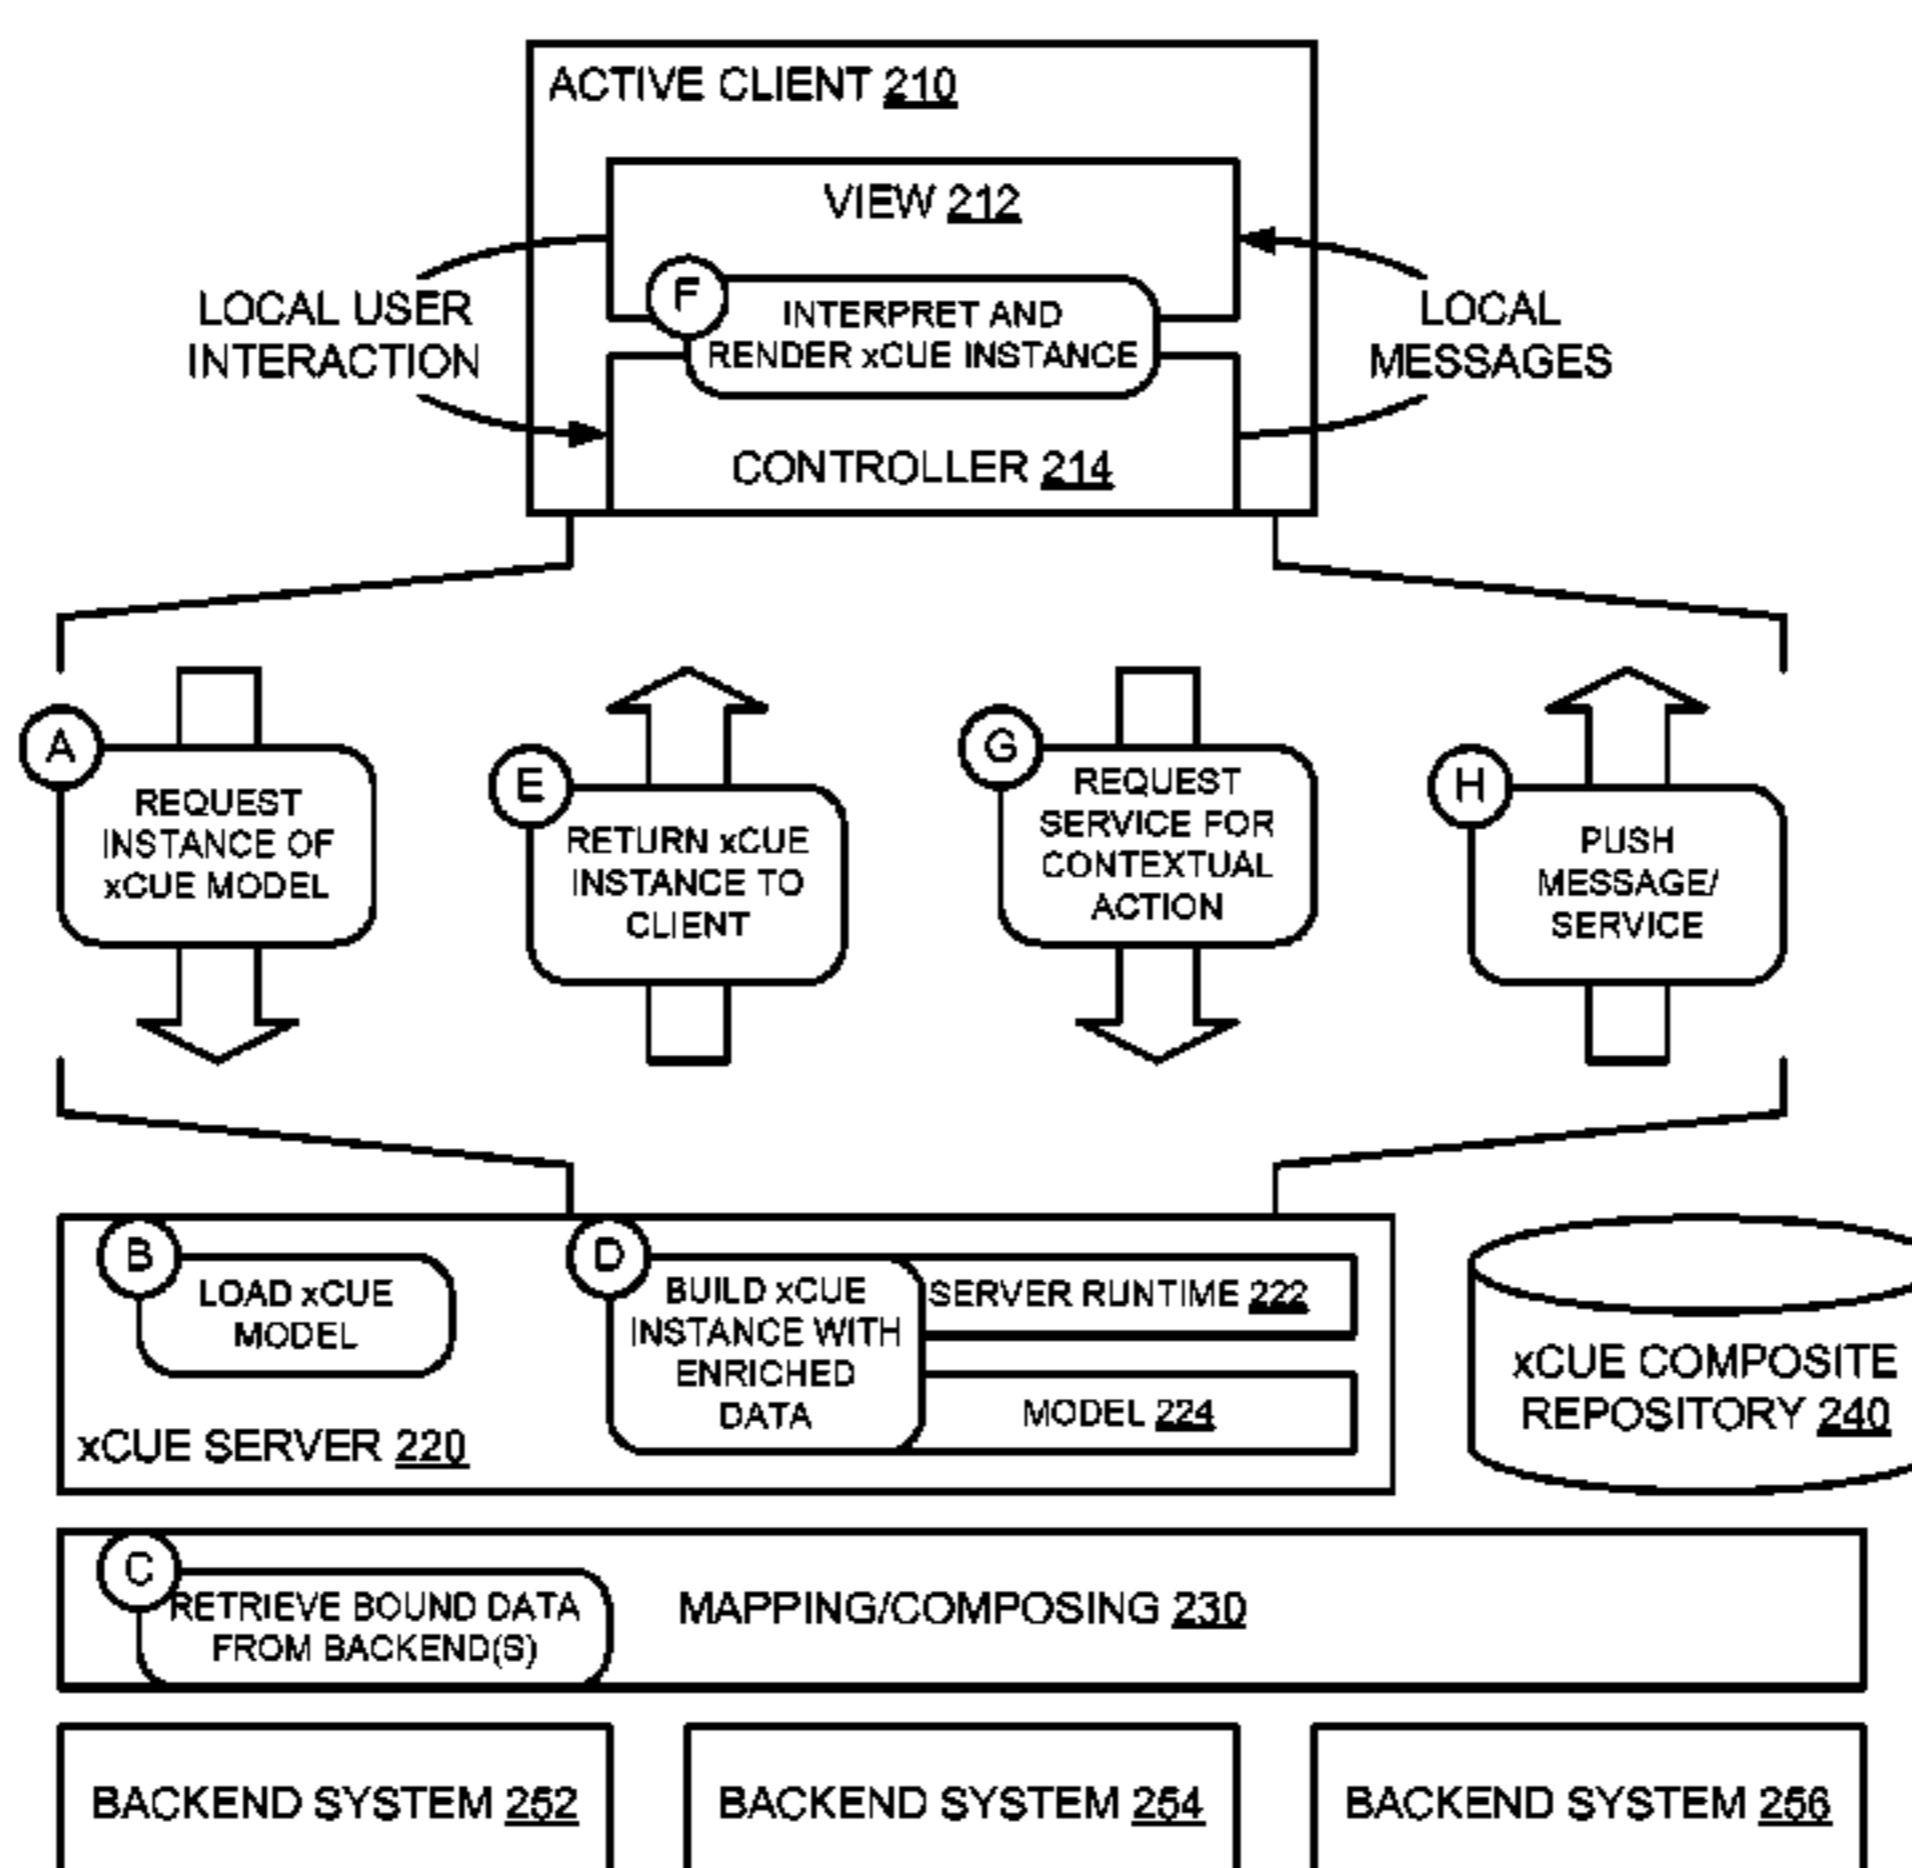 ACTIVE CLIENT 210
VIEW 212
F
INTERPRET AND
RENDER xCUE INSTANCE
LOCAL USER
INTERACTION
LOCAL
MESSAGES
CONTROLLER 214
A
REQUEST
INSTANCE OF
xCUE MODEL
E
RETURN xCUE
INSTANCE TO
CLIENT
G
REQUEST
SERVICE FOR
CONTEXTUAL
ACTION
H
PUSH
MESSAGE/
SERVICE
B
LOAD xCUE
MODEL
xCUE SERVER 220
D
BUILD xCUE
INSTANCE WITH
ENRICHED
DATA
SERVER RUNTIME 222
MODEL 224
xCUE COMPOSITE
REPOSITORY 240
C
RETRIEVE BOUND DATA
FROM BACKEND(S)
MAPPING/COMPOSING 230
BACKEND SYSTEM 252
BACKEND SYSTEM 254
BACKEND SYSTEM 256